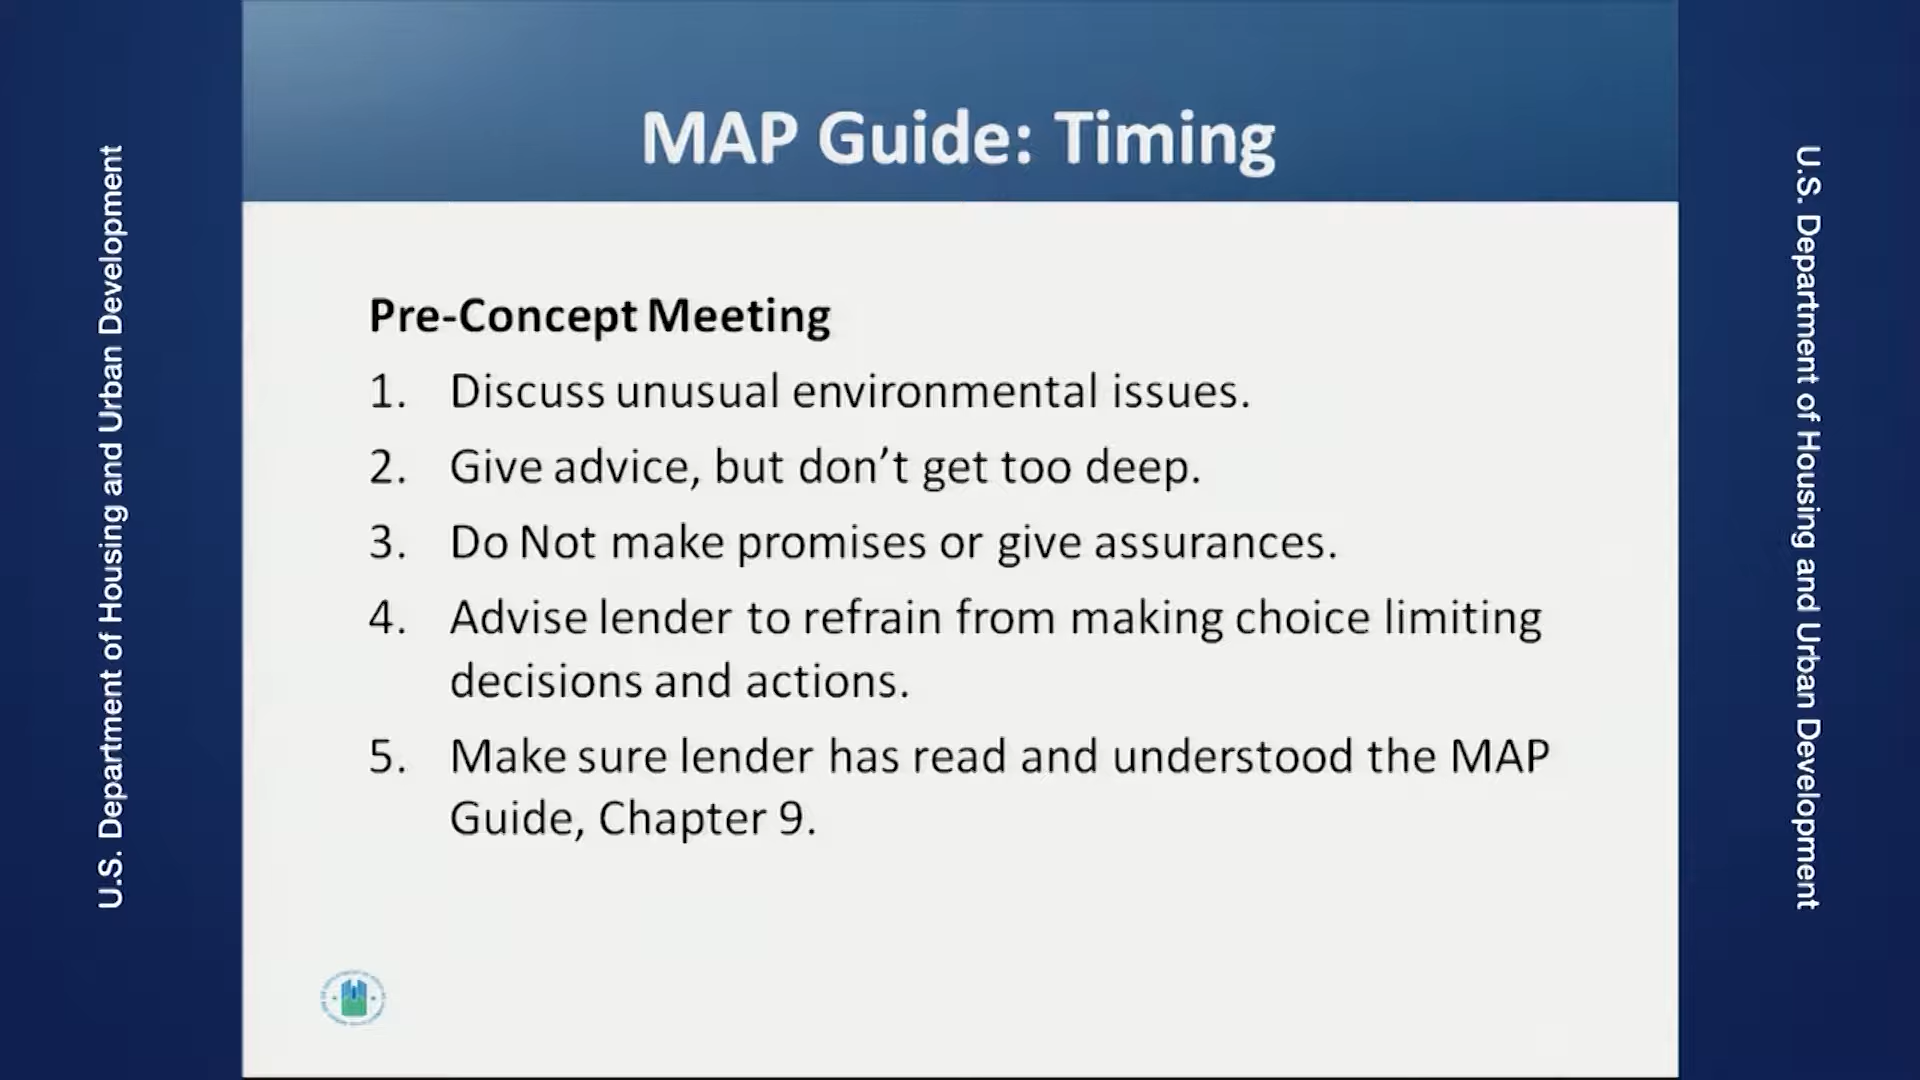 U.S. Department of Housing and Urban Development
MAP Guide: Timing
Pre-Concept Meeting
1. Discuss unusual environmental issues.
2. Give advice, but don’t get too deep.
3. Do Not make promises or give assurances.
4. Advise lender to refrain from making choice limiting
decisions and actions.
5. Make sure lender has read and understood the MAP
Guide, Chapter 9.
U.S. Department of Housing and Urban Development